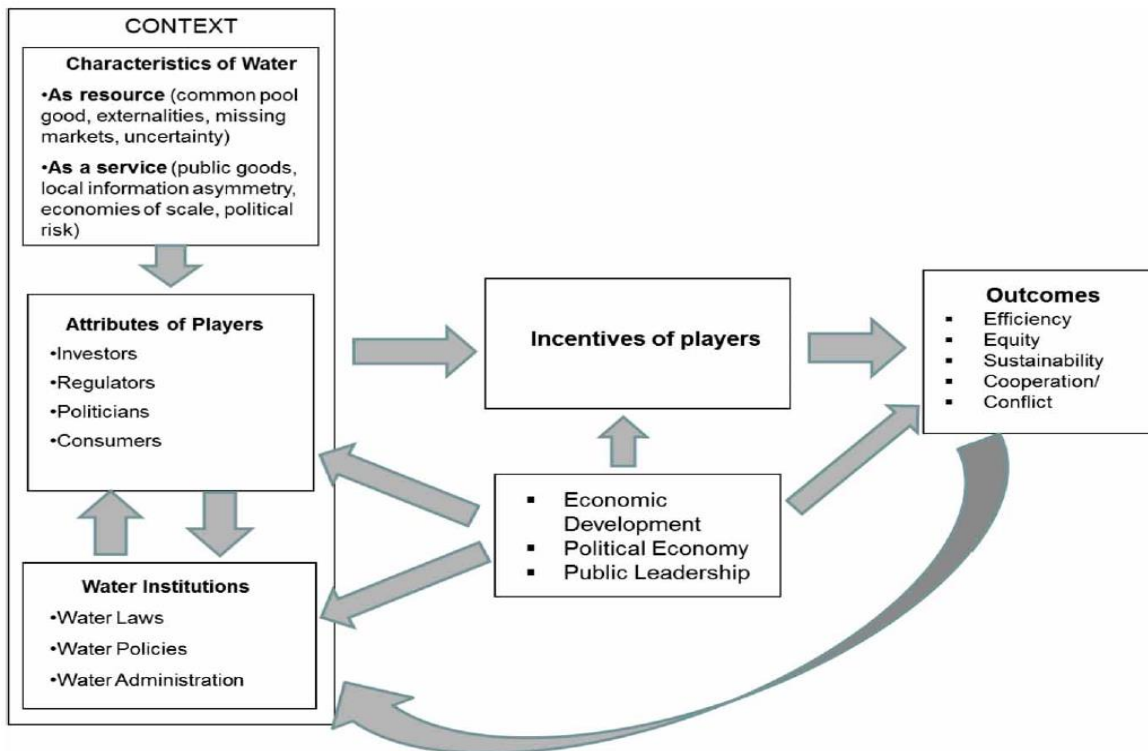 CONTEXT
Characteristics of Water
•As resource (common pool
good, externalities, missing
markets, uncertainty)
•As a service (public goods,
local information asymmetry,
economies of scale, political
risk)
Attributes of Players
•Investors
•Regulators
•Politicians
•Consumers
Water Institutions
•Water Laws
•Water Policies
•Water Administration
Incentives of players
▪ Economic
Development
▪ Political Economy
▪ Public Leadership
Outcomes
▪ Efficiency
▪ Equity
▪ Sustainability
▪ Cooperation/
▪ Conflict